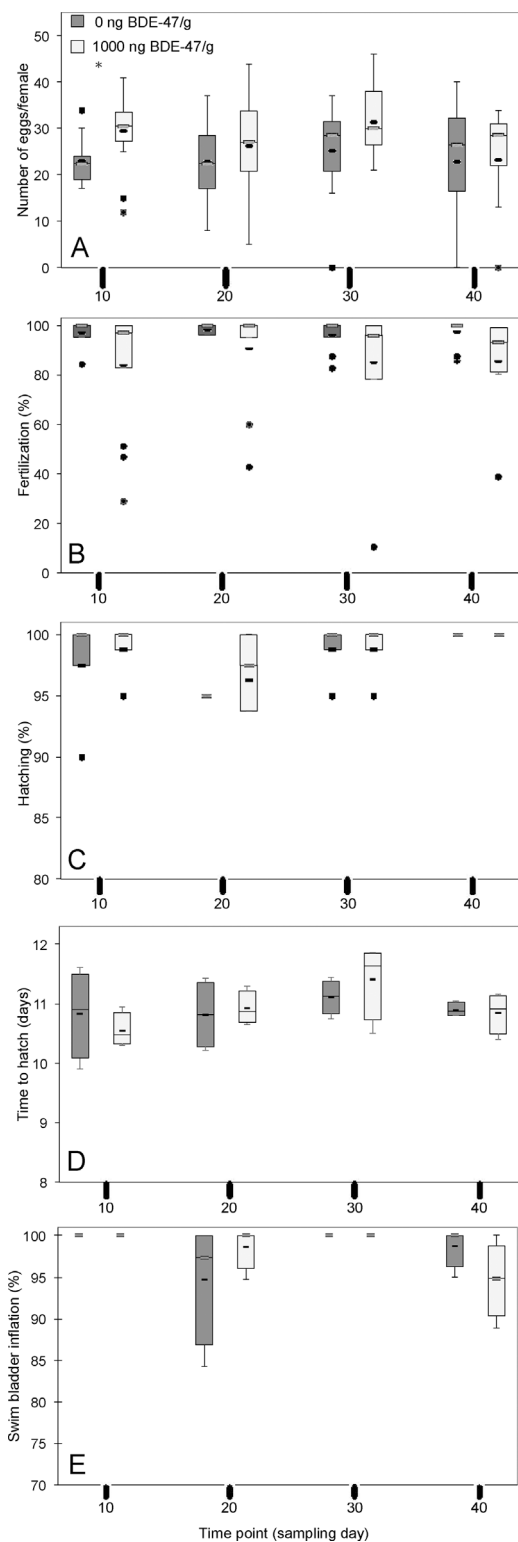 0 ng BDE-47/g
1000 ng BDE-47/g
*
60
50
40
30
20
10
0
Number of eggs/female
A
10 20 30 40
100
80
60
40
20
0
Fertilization (%)
B
10 20 30 40
100
95
90
85
80
Hatching (%)
C
10 20 30 40
12
11
10
9
8
Time to hatch (days)
D
10 20 30 40
100
95
90
85
80
75
70
Swim bladder inflation (%)
E
10 20 30 40
Time point (sampling day)